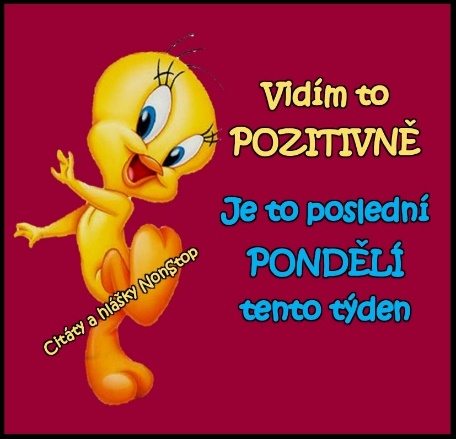 Vidím to
POZITIVNĚ
Je to poslední
PONDĚLÍ
tento týden
Citáty a hlášky NonStop